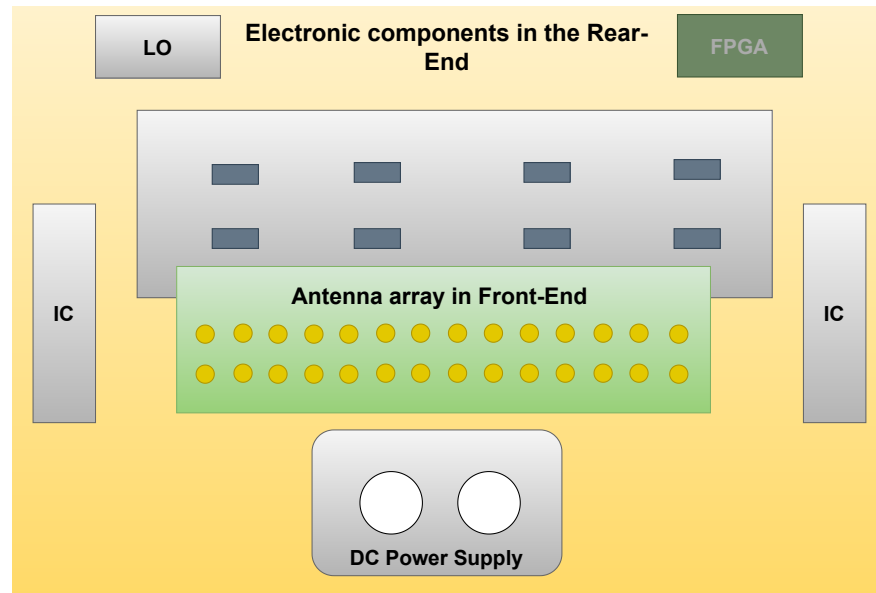 LO
Electronic components in the Rear-
End
FPGA
IC
Antenna array in Front-End
IC
DC Power Supply